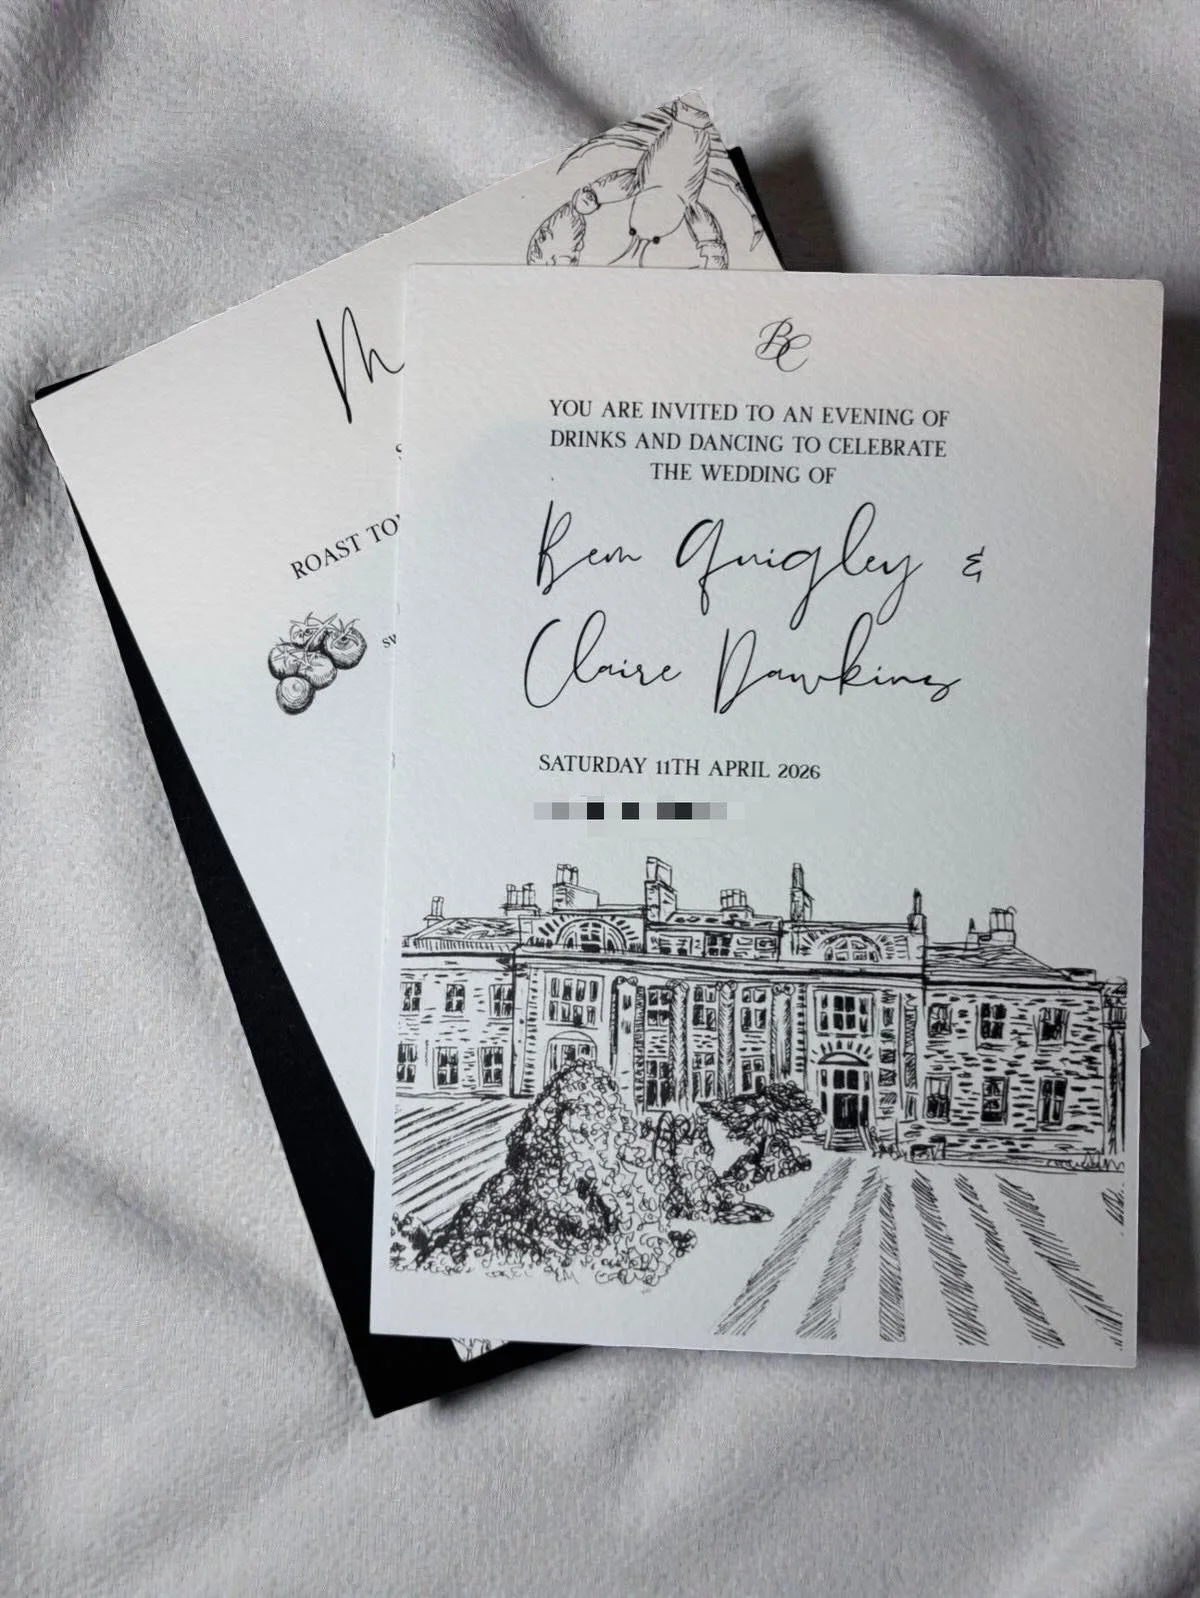 BC
YOU ARE INVITED TO AN EVENING OF
DRINKS AND DANCING TO CELEBRATE
THE WEDDING OF
Ben Quigley &
Claire Dawkins
SATURDAY 11TH APRIL 2026
ROAST